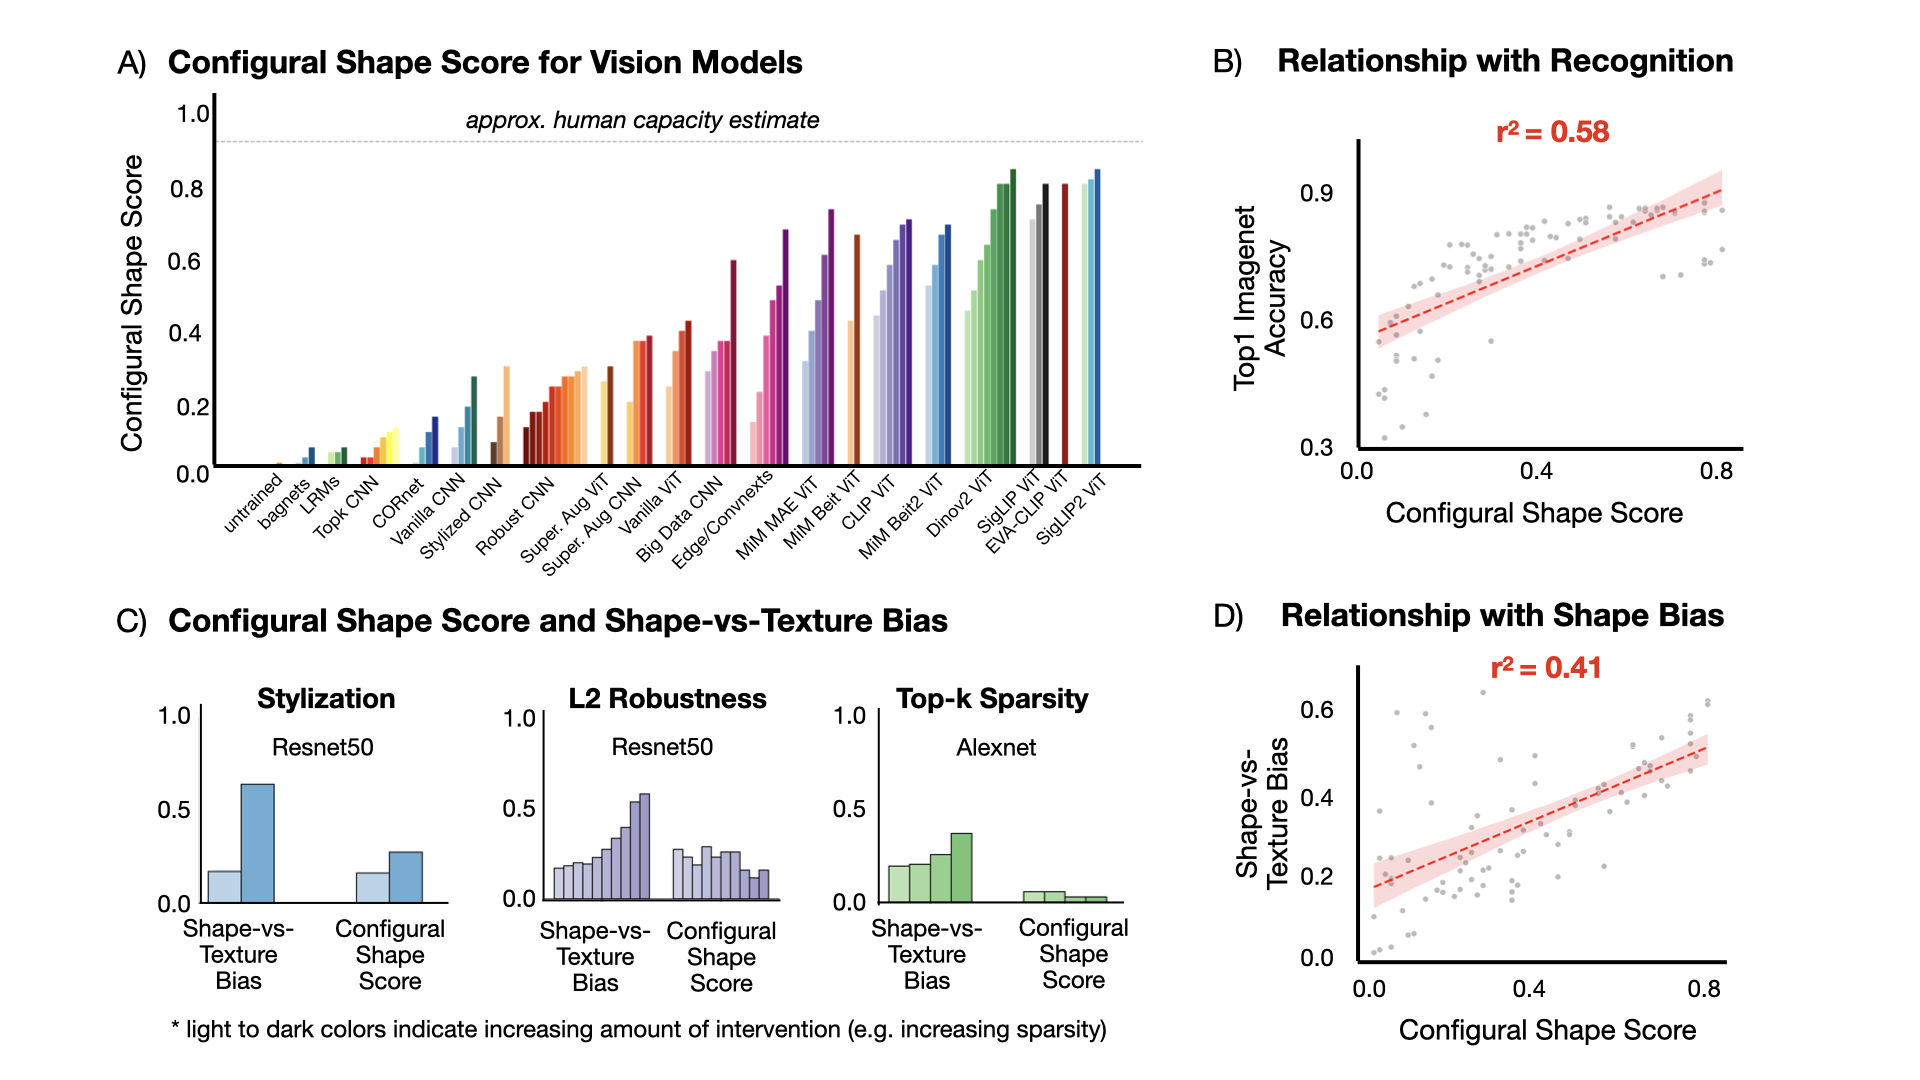 A) Configural Shape Score for Vision Models
approx. human capacity estimate
Configural Shape Score
1.0
0.8
0.6
0.4
0.2
0.0
untrained
bagnets
LRMs
Topk CNN
CORnet
Vanilla CNN
Stylized CNN
Robust CNN
Super. Aug ViT
Super. Aug CNN
Vanilla ViT
Big Data CNN
Edge/Convnexts
MiM MAE ViT
MiM Beit ViT
CLIP ViT
MiM Beit2 ViT
Dinov2 ViT
SigLIP ViT
EVA-CLIP ViT
SigLIP2 ViT
B) Relationship with Recognition
r² = 0.58
Top1 Imagenet
Accuracy
0.9
0.6
0.3
0.0 0.4 0.8
Configural Shape Score
C) Configural Shape Score and Shape-vs-Texture Bias
Stylization
Resnet50
1.0
0.5
0.0
Shape-vs-
Texture
Bias
Configural
Shape
Score
L2 Robustness
Resnet50
1.0
0.5
0.0
Shape-vs-
Texture
Bias
Configural
Shape
Score
Top-k Sparsity
Alexnet
1.0
0.5
0.0
Shape-vs-
Texture
Bias
Configural
Shape
Score
* light to dark colors indicate increasing amount of intervention (e.g. increasing sparsity)
D) Relationship with Shape Bias
r² = 0.41
Shape-vs-
Texture Bias
0.6
0.4
0.2
0.0
0.0 0.4 0.8
Configural Shape Score